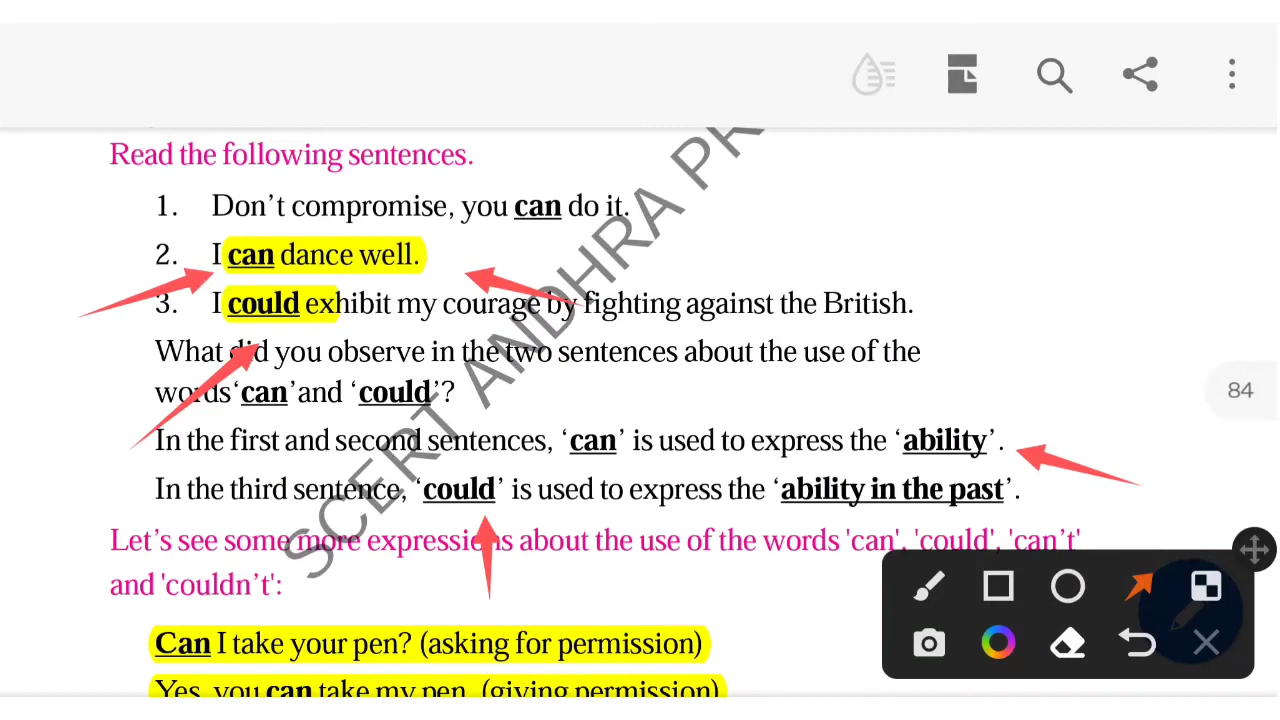 Read the following sentences.
1. Don’t compromise, you can do it.
2. I can dance well.
3. I could exhibit my courage by fighting against the British.
What did you observe in the two sentences about the use of the
words‘can’and ‘could’?
84
In the first and second sentences, ‘can’ is used to express the ‘ability’.
In the third sentence, ‘could’ is used to express the ‘ability in the past’.
Let’s see some more expressions about the use of the words 'can', 'could', 'can’t'
and 'couldn’t':
Can I take your pen? (asking for permission)
Yes, you can take my pen. (giving permission)
SCERT ANDHRA PR